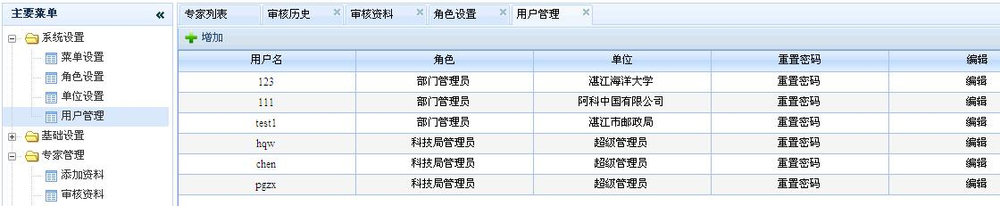 主要菜单
系统设置
菜单设置
角色设置
单位设置
用户管理
基础设置
专家管理
添加资料
审核资料
专家列表 审核历史 审核资料 角色设置 用户管理
增加
用户名 角色 单位 重置密码 编辑
123 部门管理员 湛江海洋大学 重置密码 编辑
111 部门管理员 阿科中国有限公司 重置密码 编辑
test1 部门管理员 湛江市邮政局 重置密码 编辑
hqw 科技局管理员 超级管理员 重置密码 编辑
chen 科技局管理员 超级管理员 重置密码 编辑
pgzx 科技局管理员 超级管理员 重置密码 编辑